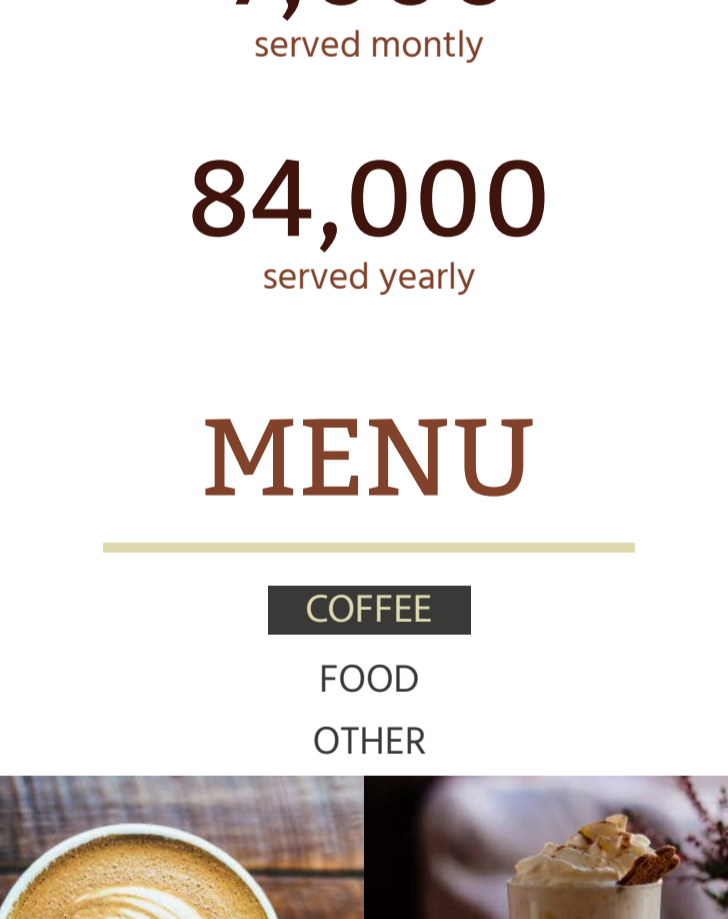 served montly
84,000
served yearly
MENU
COFFEE
FOOD
OTHER